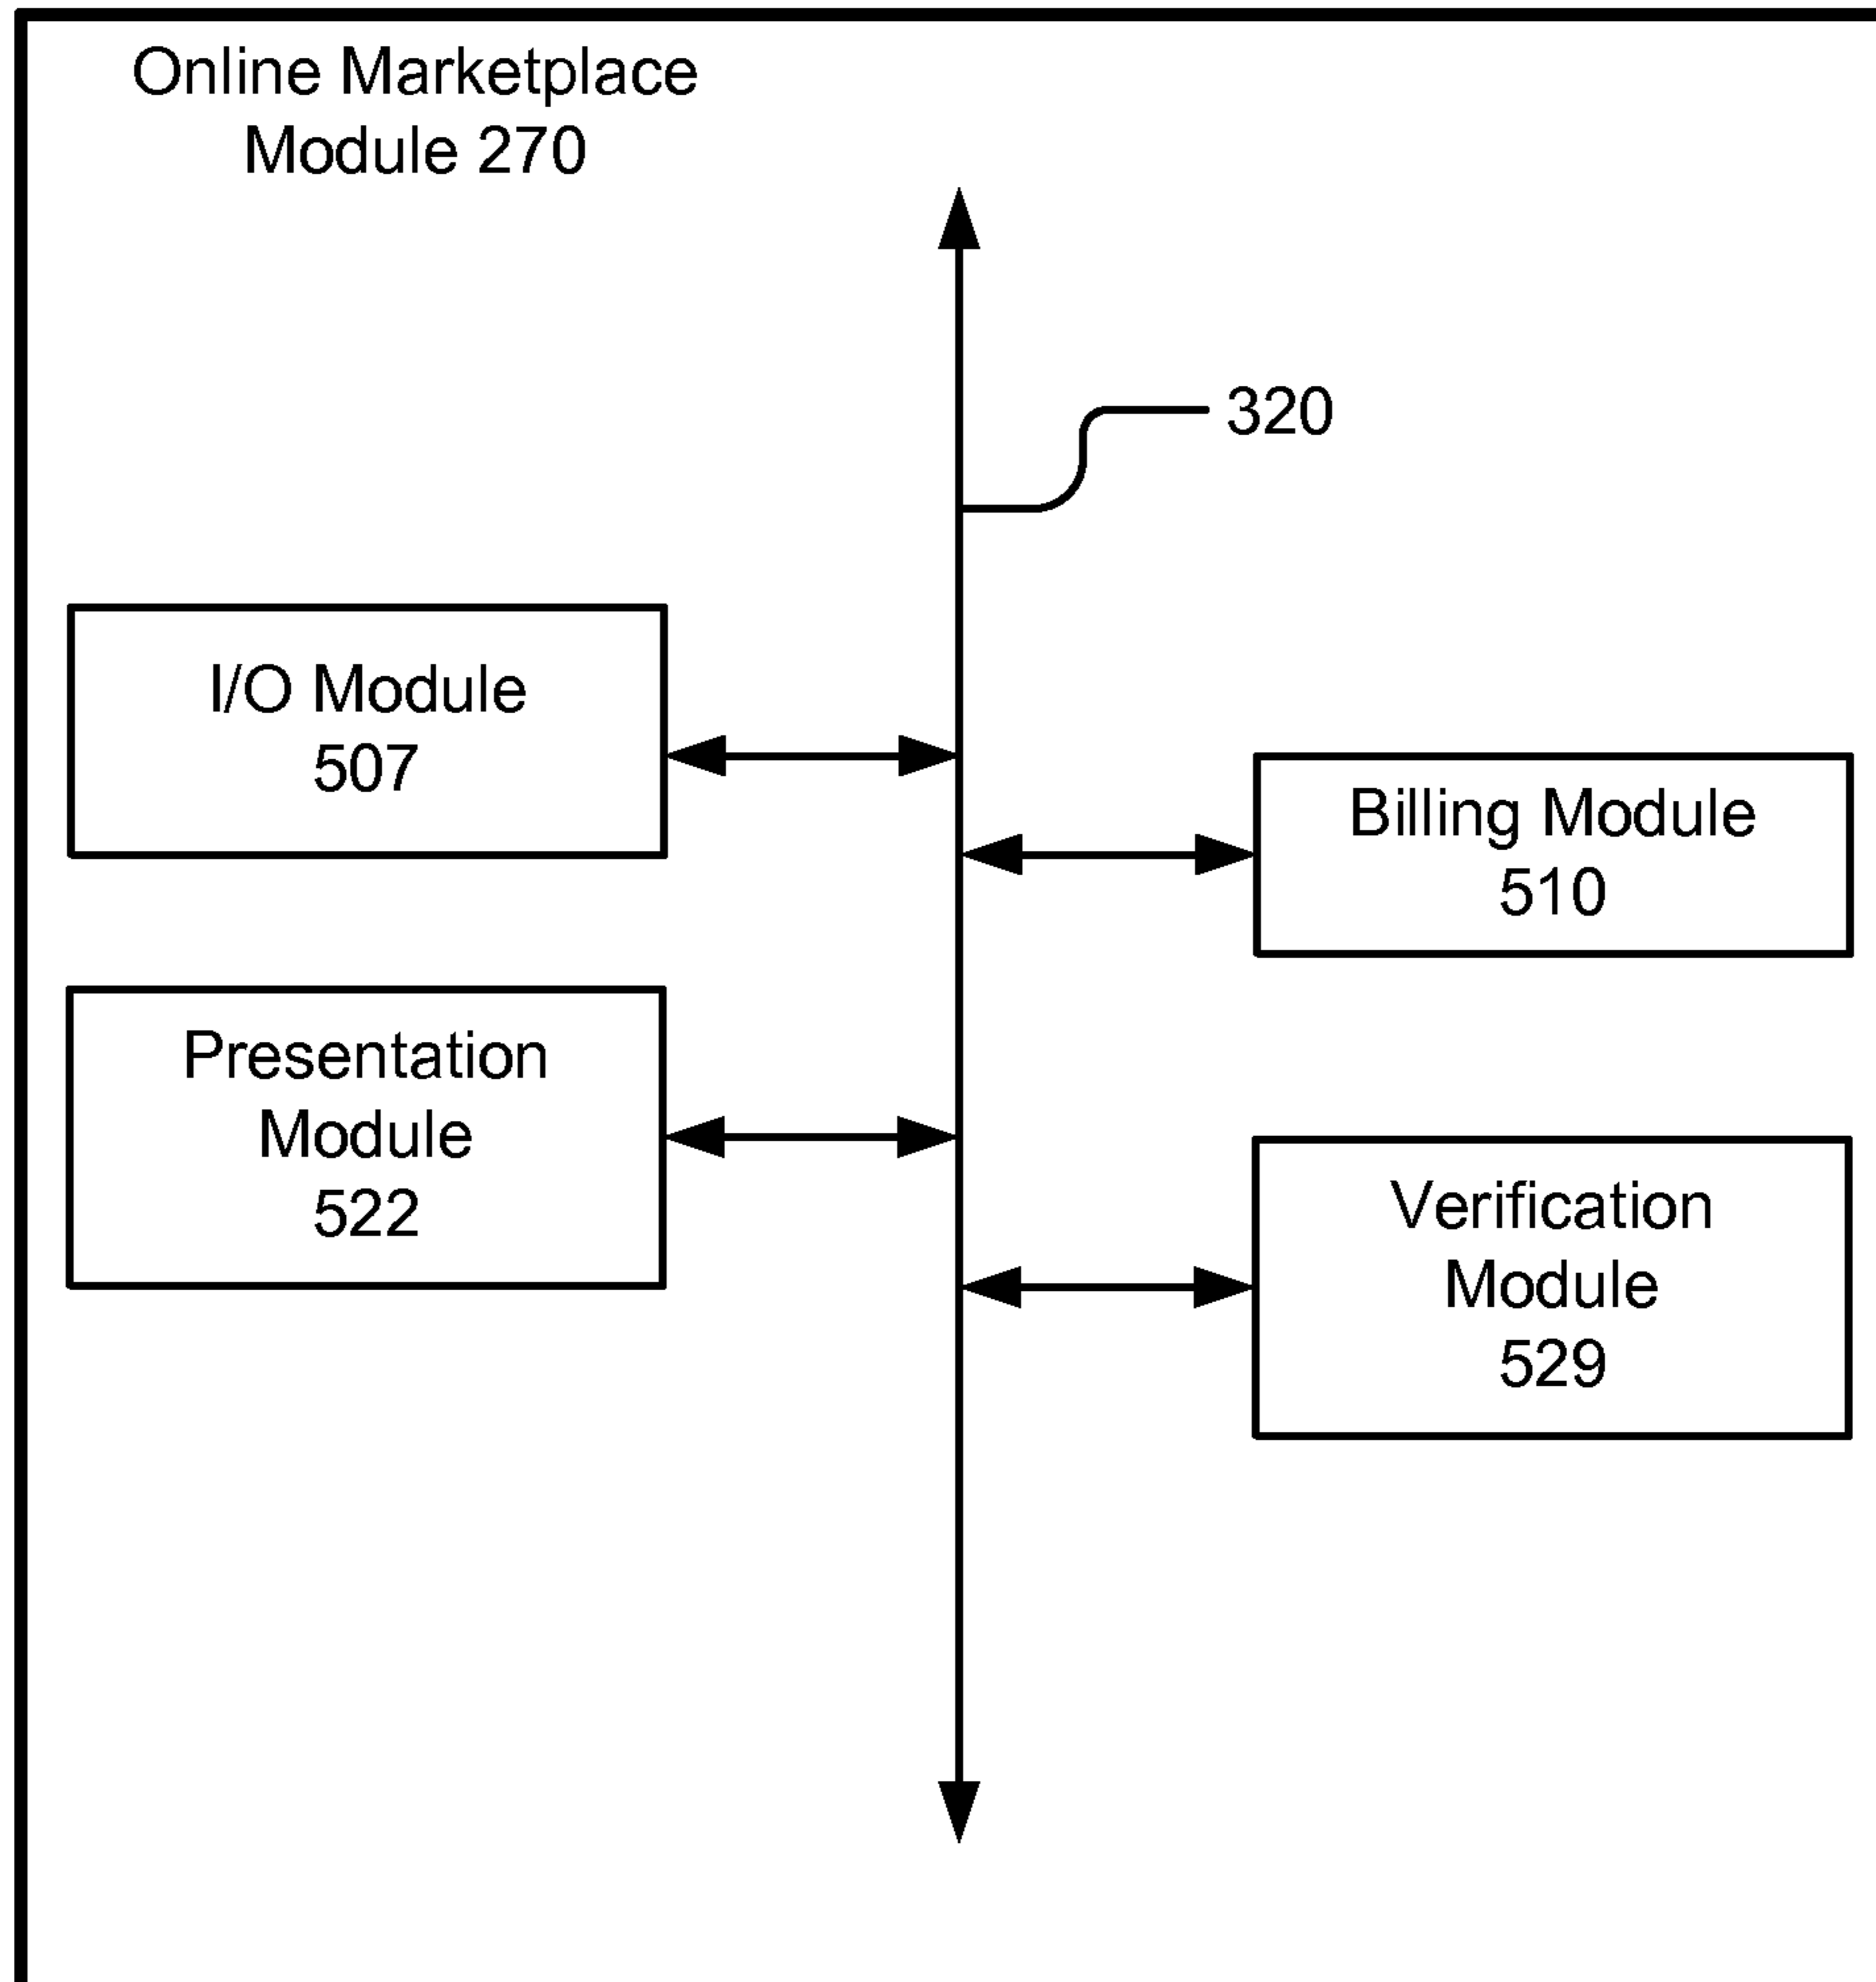 Online Marketplace
Module 270
320
I/O Module
507
Billing Module
510
Presentation
Module
522
Verification
Module
529